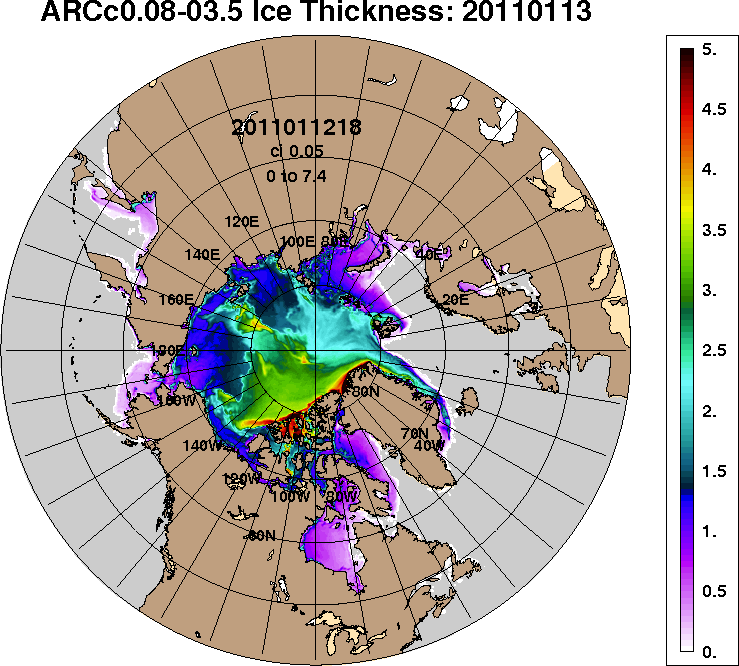 ARCc0.08-03.5 Ice Thickness: 20110113
2011011218
ci 0.05
0 to 7.4
120E
100E
80E
140E
40E
160E
20E
180E
160W
80N
70N
140W
40W
120W
100W
80W
60N
5.
4.5
4.
3.5
3.
2.5
2.
1.5
1.
0.5
0.